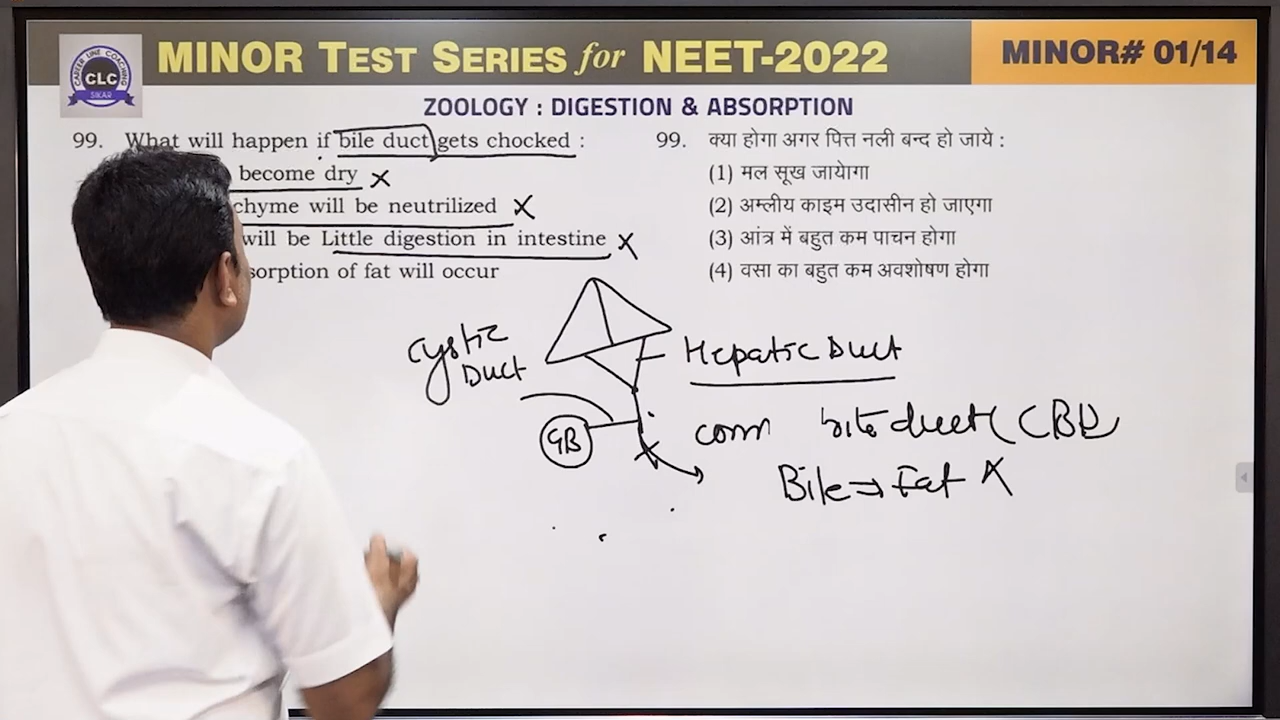 MINOR TEST SERIES for NEET-2022
MINOR# 01/14
CAREER LINE COACHING
CLC
SIKAR
ZOOLOGY : DIGESTION & ABSORPTION
99. What will happen if bile duct gets chocked :
become dry
chyme will be neutrilized
will be Little digestion in intestine
sorption of fat will occur
99. क्या होगा अगर पित्त नली बन्द हो जाये :
(1) मल सूख जायेागा
(2) अम्लीय काइम उदासीन हो जाएगा
(3) आंत्र में बहुत कम पाचन होगा
(4) वसा का बहुत कम अवशोषण होगा
Cystic
Duct
Hepatic Duct
GB
comm bile duct (CBD
Bile ⇒ Fat X